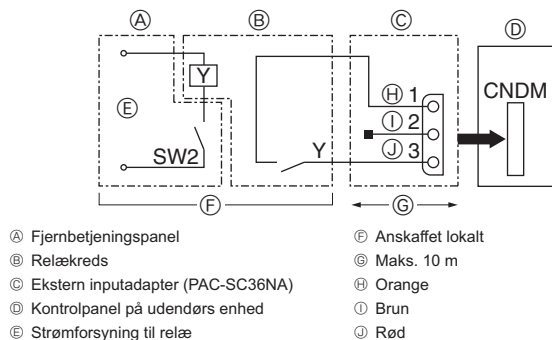 Ⓐ Ⓑ Ⓒ Ⓓ
Y CNDM
Ⓔ Ⓗ 1
Ⓘ 2
SW2 Y Ⓙ 3
Ⓕ Ⓖ
Ⓐ Fjernbetjeningspanel
Ⓑ Relækreds
Ⓒ Ekstern inputadapter (PAC-SC36NA)
Ⓓ Kontrolpanel på udendørs enhed
Ⓔ Strømforsyning til relæ
Ⓕ Anskaffet lokalt
Ⓖ Maks. 10 m
Ⓗ Orange
Ⓘ Brun
Ⓙ Rød